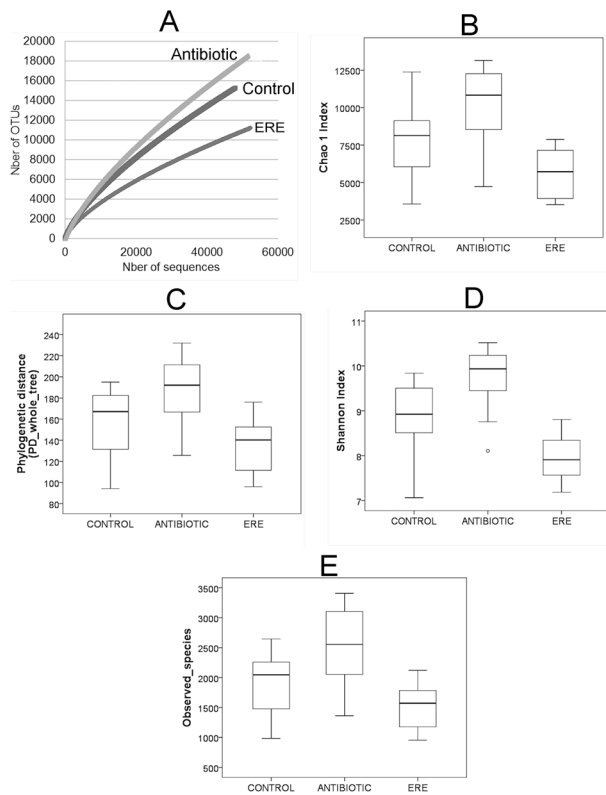 A
20000
18000
16000
14000
12000
10000
8000
6000
4000
2000
0
Nber of OTUs
Antibiotic
Control
ERE
0 20000 40000 60000
Nber of sequences
B
12500
10000
7500
5000
2500
Chao 1 Index
CONTROL ANTIBIOTIC ERE
C
240
220
200
180
160
140
120
100
80
Phylogenetic distance
(PD_whole_tree)
CONTROL ANTIBIOTIC ERE
D
11
10
9
8
7
Shannon Index
CONTROL ANTIBIOTIC ERE
E
3500
3000
2500
2000
1500
1000
500
Observed_species
CONTROL ANTIBIOTIC ERE